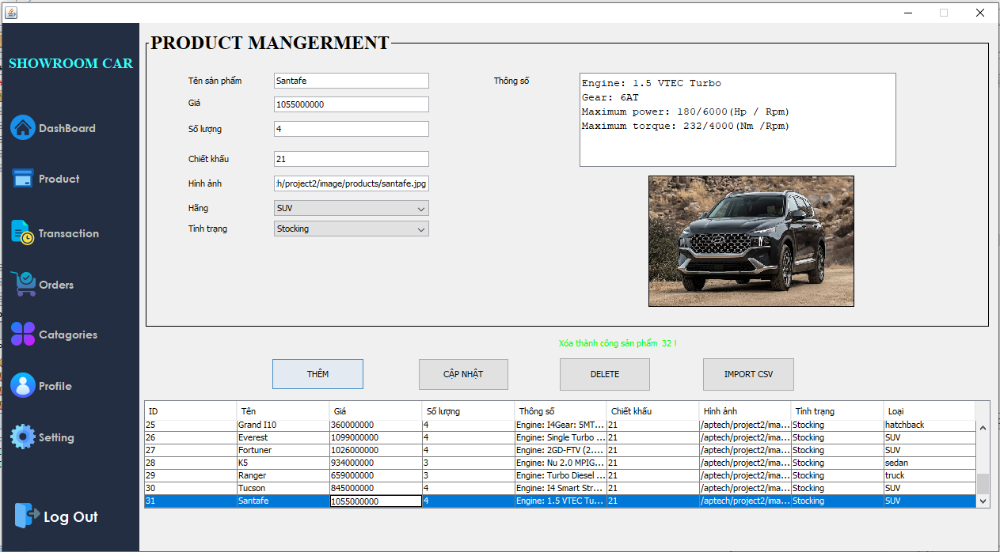 PRODUCT MANGERMENT
SHOWROOM CAR
DashBoard
Product
Transaction
Orders
Catagories
Profile
Setting
Log Out
Tên sản phẩm Santafe
Giá 1055000000
Số lượng 4
Chiết khấu 21
Hình ảnh h/project2/image/products/santafe.jpg
Hãng SUV
Tình trạng Stocking
Thông số
Engine: 1.5 VTEC Turbo
Gear: 6AT
Maximum power: 180/6000(Hp / Rpm)
Maximum torque: 232/4000(Nm /Rpm)
Xóa thành công sản phẩm 32 !
THÊM CẬP NHẬT DELETE IMPORT CSV
ID Tên Giá Số lượng Thông số Chiết khấu Hình ảnh Tình trạng Loại
25 Grand I10 360000000 4 Engine: I4Gear: 5MT... 21 /aptech/project2/ima... Stocking hatchback
26 Everest 1099000000 4 Engine: Single Turbo ... 21 /aptech/project2/ima... Stocking SUV
27 Fortuner 1026000000 4 Engine: 2GD-FTV (2.... 21 /aptech/project2/ima... Stocking SUV
28 K5 934000000 3 Engine: Nu 2.0 MPIG... 21 /aptech/project2/ima... Stocking sedan
29 Ranger 659000000 3 Engine: Turbo Diesel ... 21 /aptech/project2/ima... Stocking truck
30 Tucson 845000000 4 Engine: I4 Smart Str... 21 /aptech/project2/ima... Stocking SUV
31 Santafe 1055000000 4 Engine: 1.5 VTEC Tu... 21 /aptech/project2/ima... Stocking SUV